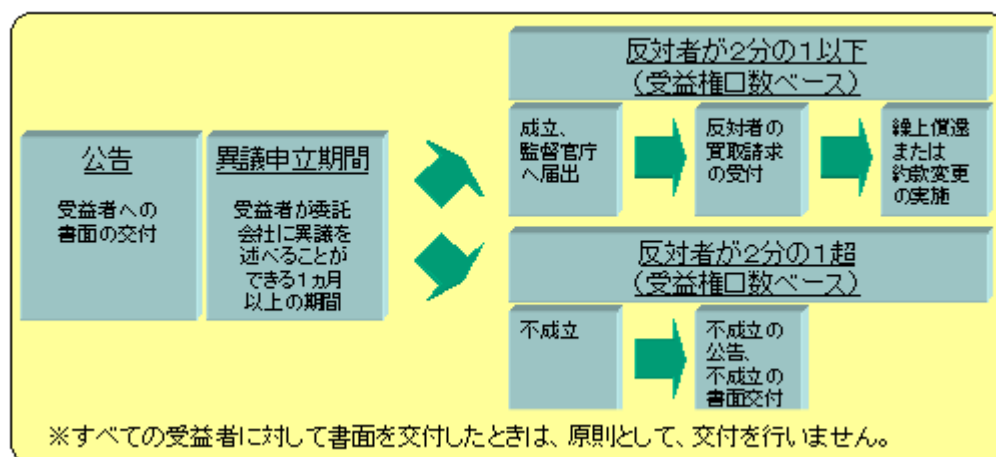 反対者が2分の1以下
（受益権口数ベース）
公告
受益者への
書面の交付
異議申立期間
受益者が委託
会社に異議を
述べることが
できる1ヵ月
以上の期間
成立、
監督官庁
へ届出
反対者の
買取請求
の受付
繰上償還
または
約款変更
の実施
反対者が2分の1超
（受益権口数ベース）
不成立
不成立の
公告、
不成立の
書面交付
※すべての受益者に対して書面を交付したときは、原則として、交付を行いません。